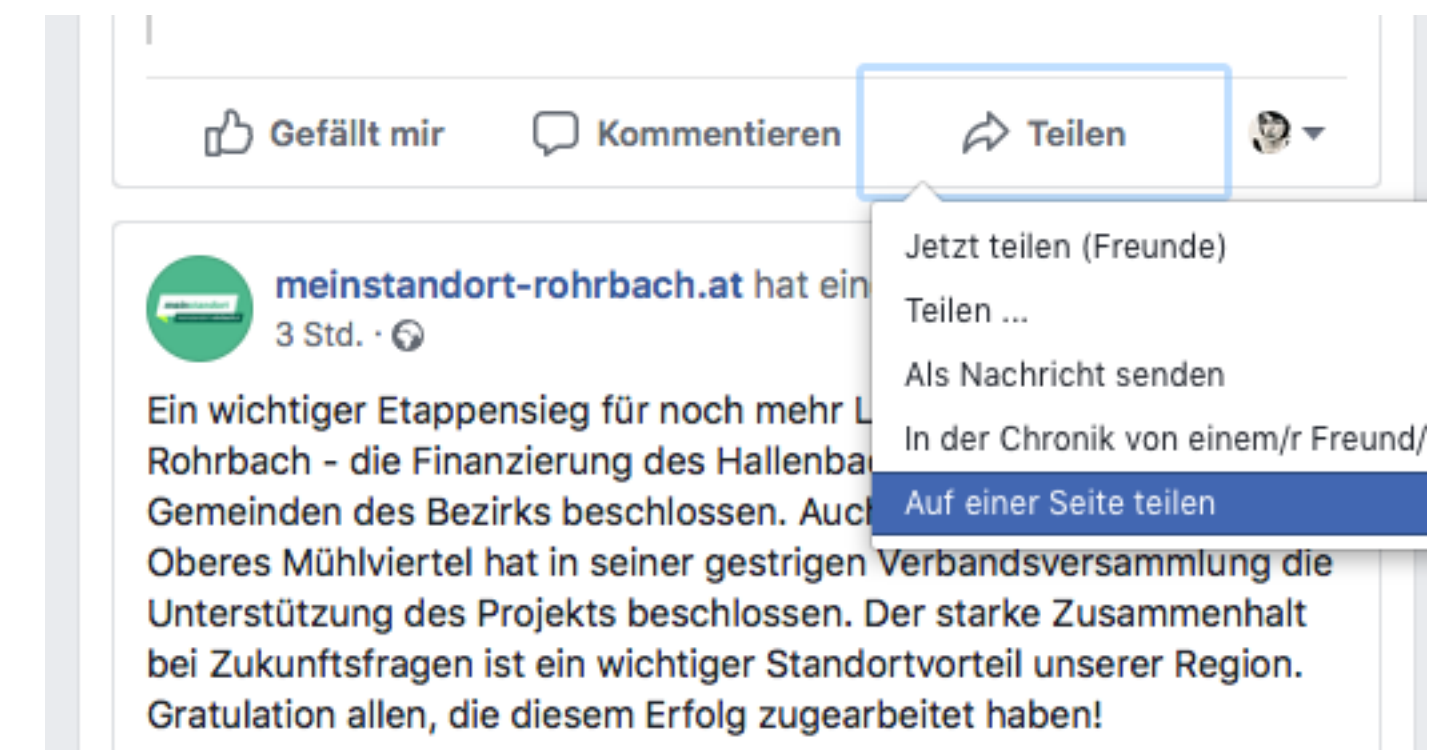 Gefällt mir Kommentieren Teilen
Jetzt teilen (Freunde)
Teilen ...
Als Nachricht senden
In der Chronik von einem/r Freund/
Auf einer Seite teilen
meinstandort-rohrbach.at hat ein
3 Std. ·
Ein wichtiger Etappensieg für noch mehr L
Rohrbach - die Finanzierung des Hallenba
Gemeinden des Bezirks beschlossen. Auch
Oberes Mühlviertel hat in seiner gestrigen Verbandsversammlung die
Unterstützung des Projekts beschlossen. Der starke Zusammenhalt
bei Zukunftsfragen ist ein wichtiger Standortvorteil unserer Region.
Gratulation allen, die diesem Erfolg zugearbeitet haben!